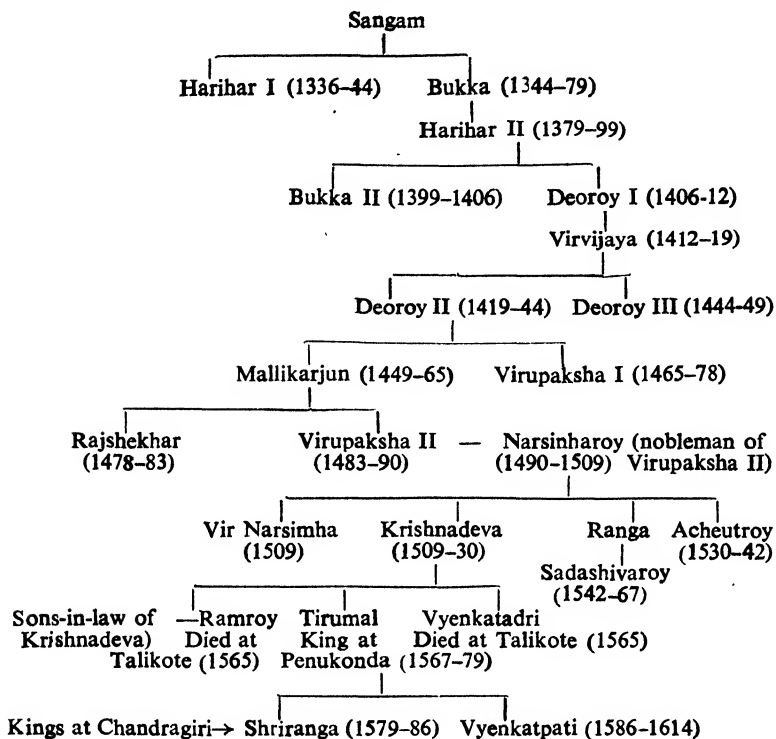 Sangam
Harihar I (1336–44) Bukka (1344–79)
Harihar II (1379–99)
Bukka II (1399–1406) Deoroy I (1406-12)
Virvijaya (1412–19)
Deoroy II (1419–44) Deoroy III (1444-49)
Mallikarjun (1449–65) Virupaksha I (1465–78)
Rajshekhar Virupaksha II — Narsinharoy (nobleman of
(1478–83) (1483–90) (1490-1509) Virupaksha II)
Vir Narsimha Krishnadeva Ranga Acheutroy
(1509) (1509–30) (1530–42)
Sadashivaroy
(1542–67)
Sons-in-law of —Ramroy Tirumal Vyenkatadri
Krishnadeva) Died at King at Died at Talikote (1565)
Talikote (1565) Penukonda (1567–79)
Kings at Chandragiri→ Shriranga (1579–86) Vyenkatpati (1586-1614)